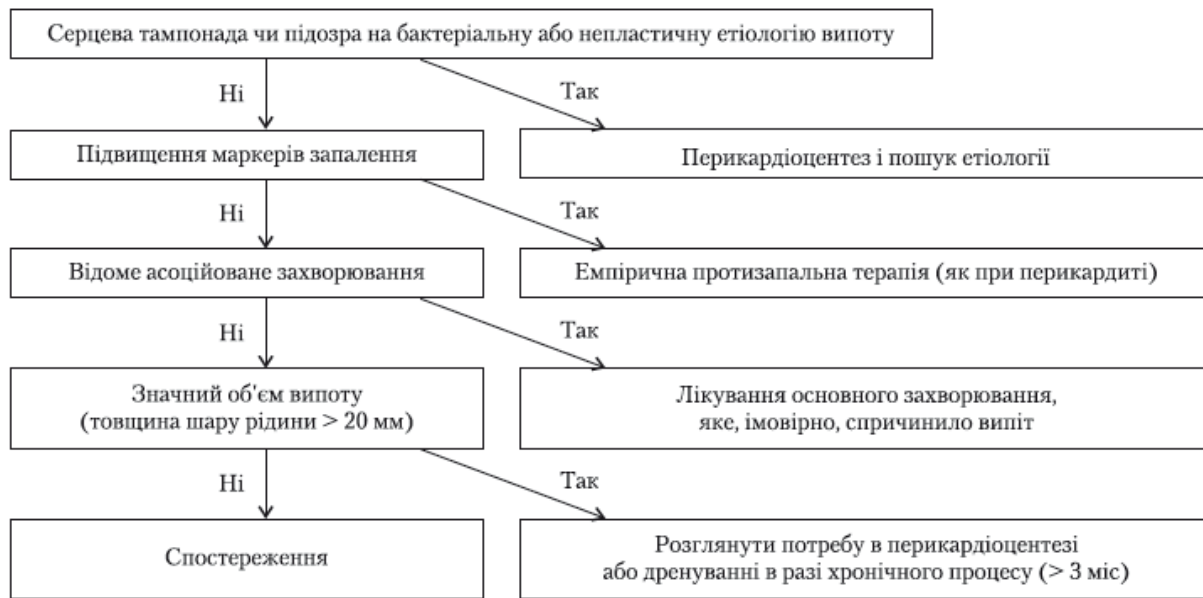 Серцева тампонада чи підозра на бактеріальну або непластичну етіологію випоту
Ні
Так
Підвищення маркерів запалення
Перикардіоцентез і пошук етіології
Ні
Так
Відоме асоційоване захворювання
Емпірична протизапальна терапія (як при перикардиті)
Ні
Так
Значний об'єм випоту
(товщина шару рідини > 20 мм)
Лікування основного захворювання,
яке, імовірно, спричинило випіт
Ні
Так
Спостереження
Розглянути потребу в перикардіоцентезі
або дренуванні в разі хронічного процесу (> 3 міс)